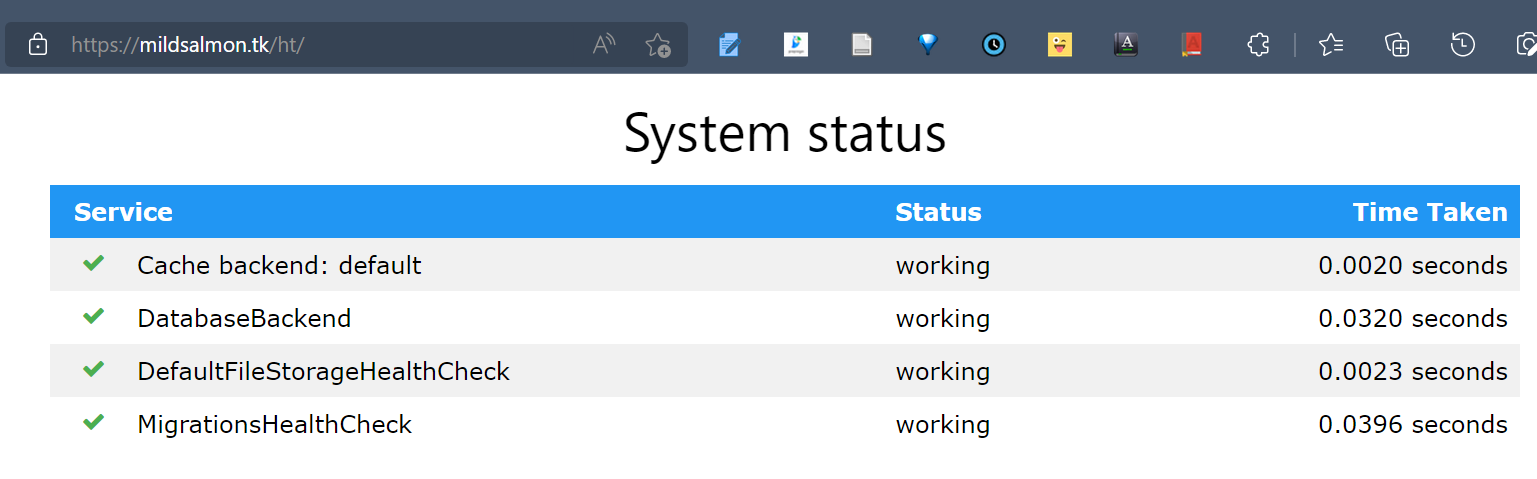 https://mildsalmon.tk/ht/
System status
Service Status Time Taken
Cache backend: default working 0.0020 seconds
DatabaseBackend working 0.0320 seconds
DefaultFileStorageHealthCheck working 0.0023 seconds
MigrationsHealthCheck working 0.0396 seconds